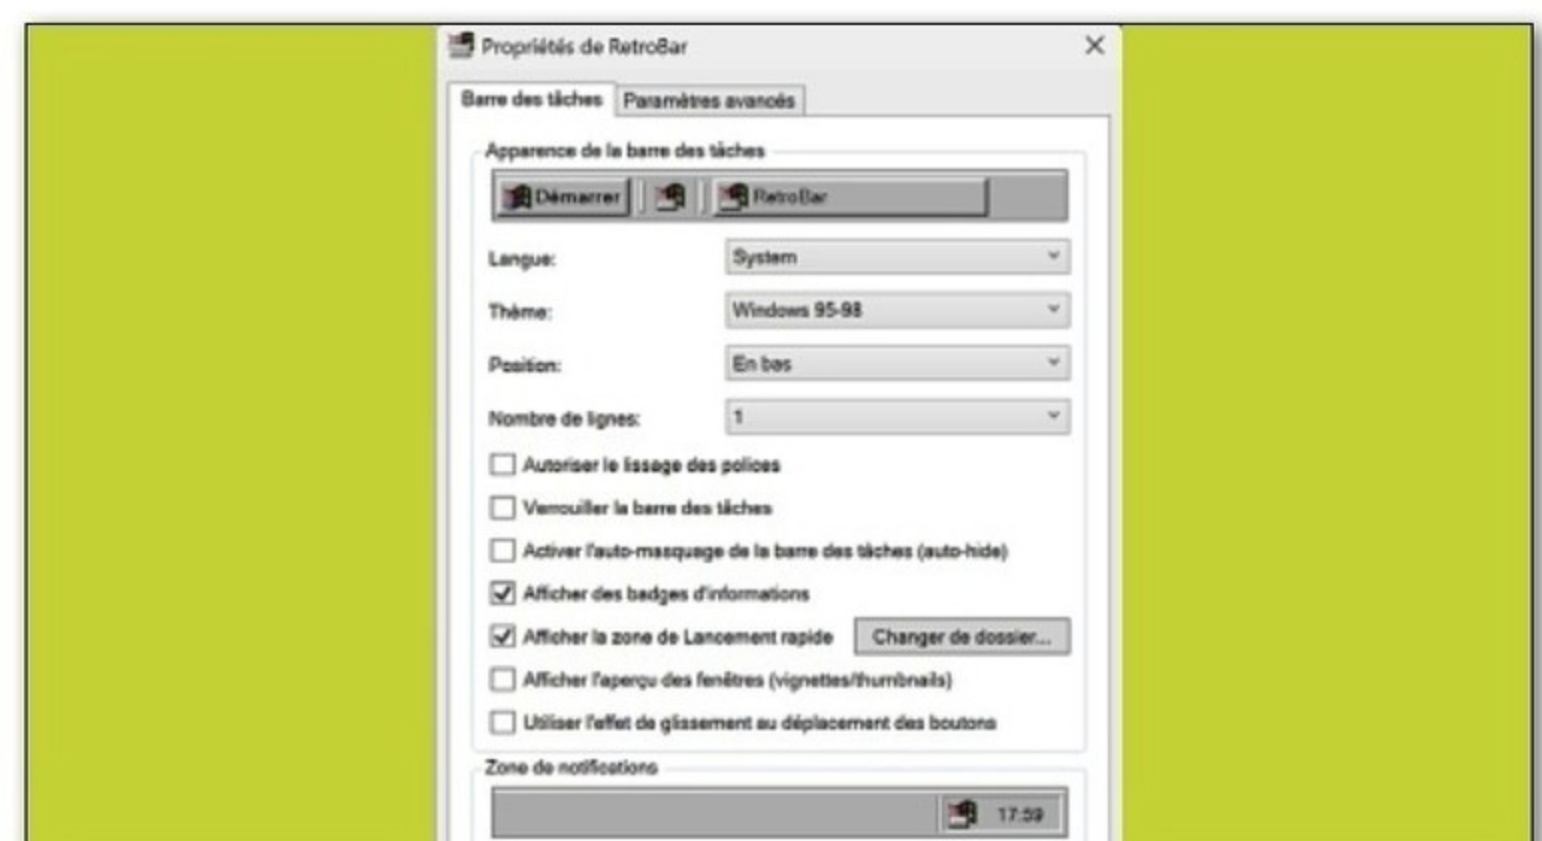 Propriétés de RetroBar
Barre des tâches Paramètres avancés
Apparence de la barre des tâches
Démarrer RetroBar
Langue: System
Thème: Windows 95-98
Position: En bas
Nombre de lignes: 1
Autoriser le lissage des polices
Verrouiller la barre des tâches
Activer l'auto-masquage de la barre des tâches (auto-hide)
Afficher des badges d'informations
Afficher la zone de Lancement rapide Changer de dossier...
Afficher l'aperçu des fenêtres (vignettes/thumbnails)
Utiliser l'effet de glissement au déplacement des boutons
Zone de notifications
17:59